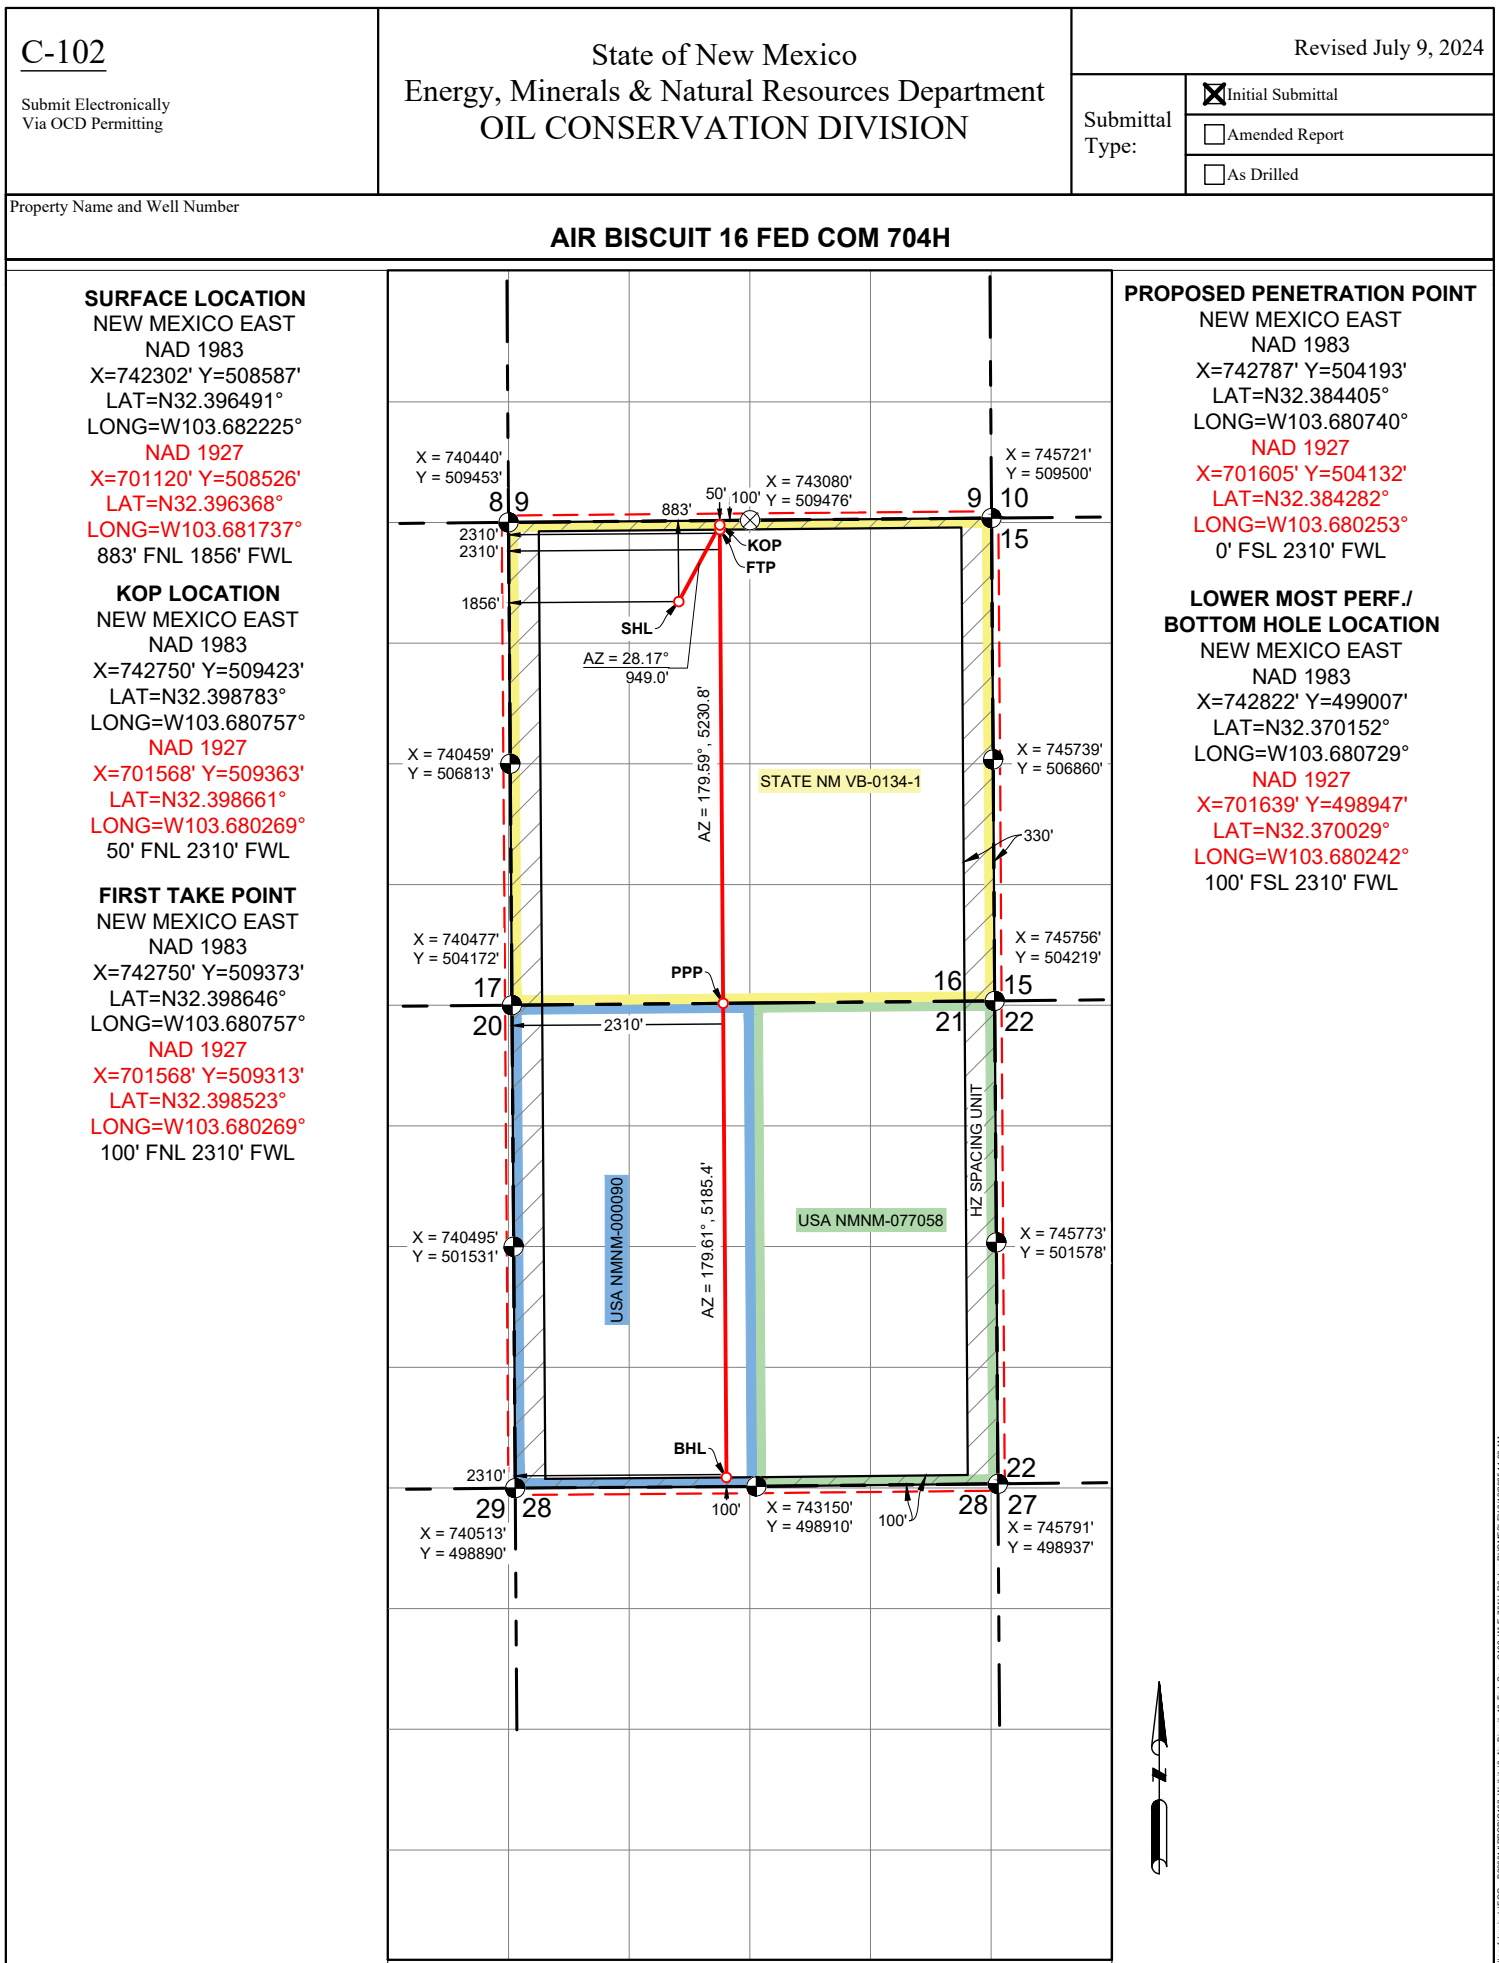 C-102
Submit Electronically
Via OCD Permitting
State of New Mexico
Energy, Minerals & Natural Resources Department
OIL CONSERVATION DIVISION
Revised July 9, 2024
Submittal
Type:
Initial Submittal
Amended Report
As Drilled
Property Name and Well Number
AIR BISCUIT 16 FED COM 704H
SURFACE LOCATION
NEW MEXICO EAST
NAD 1983
X=742302' Y=508587'
LAT=N32.396491°
LONG=W103.682225°
NAD 1927
X=701120' Y=508526'
LAT=N32.396368°
LONG=W103.681737°
883' FNL 1856' FWL
KOP LOCATION
NEW MEXICO EAST
NAD 1983
X=742750' Y=509423'
LAT=N32.398783°
LONG=W103.680757°
NAD 1927
X=701568' Y=509363'
LAT=N32.398661°
LONG=W103.680269°
50' FNL 2310' FWL
FIRST TAKE POINT
NEW MEXICO EAST
NAD 1983
X=742750' Y=509373'
LAT=N32.398646°
LONG=W103.680757°
NAD 1927
X=701568' Y=509313'
LAT=N32.398523°
LONG=W103.680269°
100' FNL 2310' FWL
X = 740440'
Y = 509453'
8 9
883'
50' 100'
X = 743080'
Y = 509476'
X = 745721'
Y = 509500'
9 10
15
2310'
2310'
KOP
FTP
1856'
SHL
AZ = 28.17°
949.0'
AZ = 179.59°, 5230.8'
X = 740459'
Y = 506813'
STATE NM VB-0134-1
X = 745739'
Y = 506860'
330'
X = 740477'
Y = 504172'
X = 745756'
Y = 504219'
PPP
17
16 15
20
2310'
21 22
HZ SPACING UNIT
USA NMNM-000090
AZ = 179.61°, 5185.4'
USA NMNM-077058
X = 740495'
Y = 501531'
X = 745773'
Y = 501578'
BHL
2310'
22
29 28
100'
X = 743150'
Y = 498910'
100'
28 27
X = 740513'
Y = 498890'
X = 745791'
Y = 498937'
PROPOSED PENETRATION POINT
NEW MEXICO EAST
NAD 1983
X=742787' Y=504193'
LAT=N32.384405°
LONG=W103.680740°
NAD 1927
X=701605' Y=504132'
LAT=N32.384282°
LONG=W103.680253°
0' FSL 2310' FWL
LOWER MOST PERF./
BOTTOM HOLE LOCATION
NEW MEXICO EAST
NAD 1983
X=742822' Y=499007'
LAT=N32.370152°
LONG=W103.680729°
NAD 1927
X=701639' Y=498947'
LAT=N32.370029°
LONG=W103.680242°
100' FSL 2310' FWL
Z